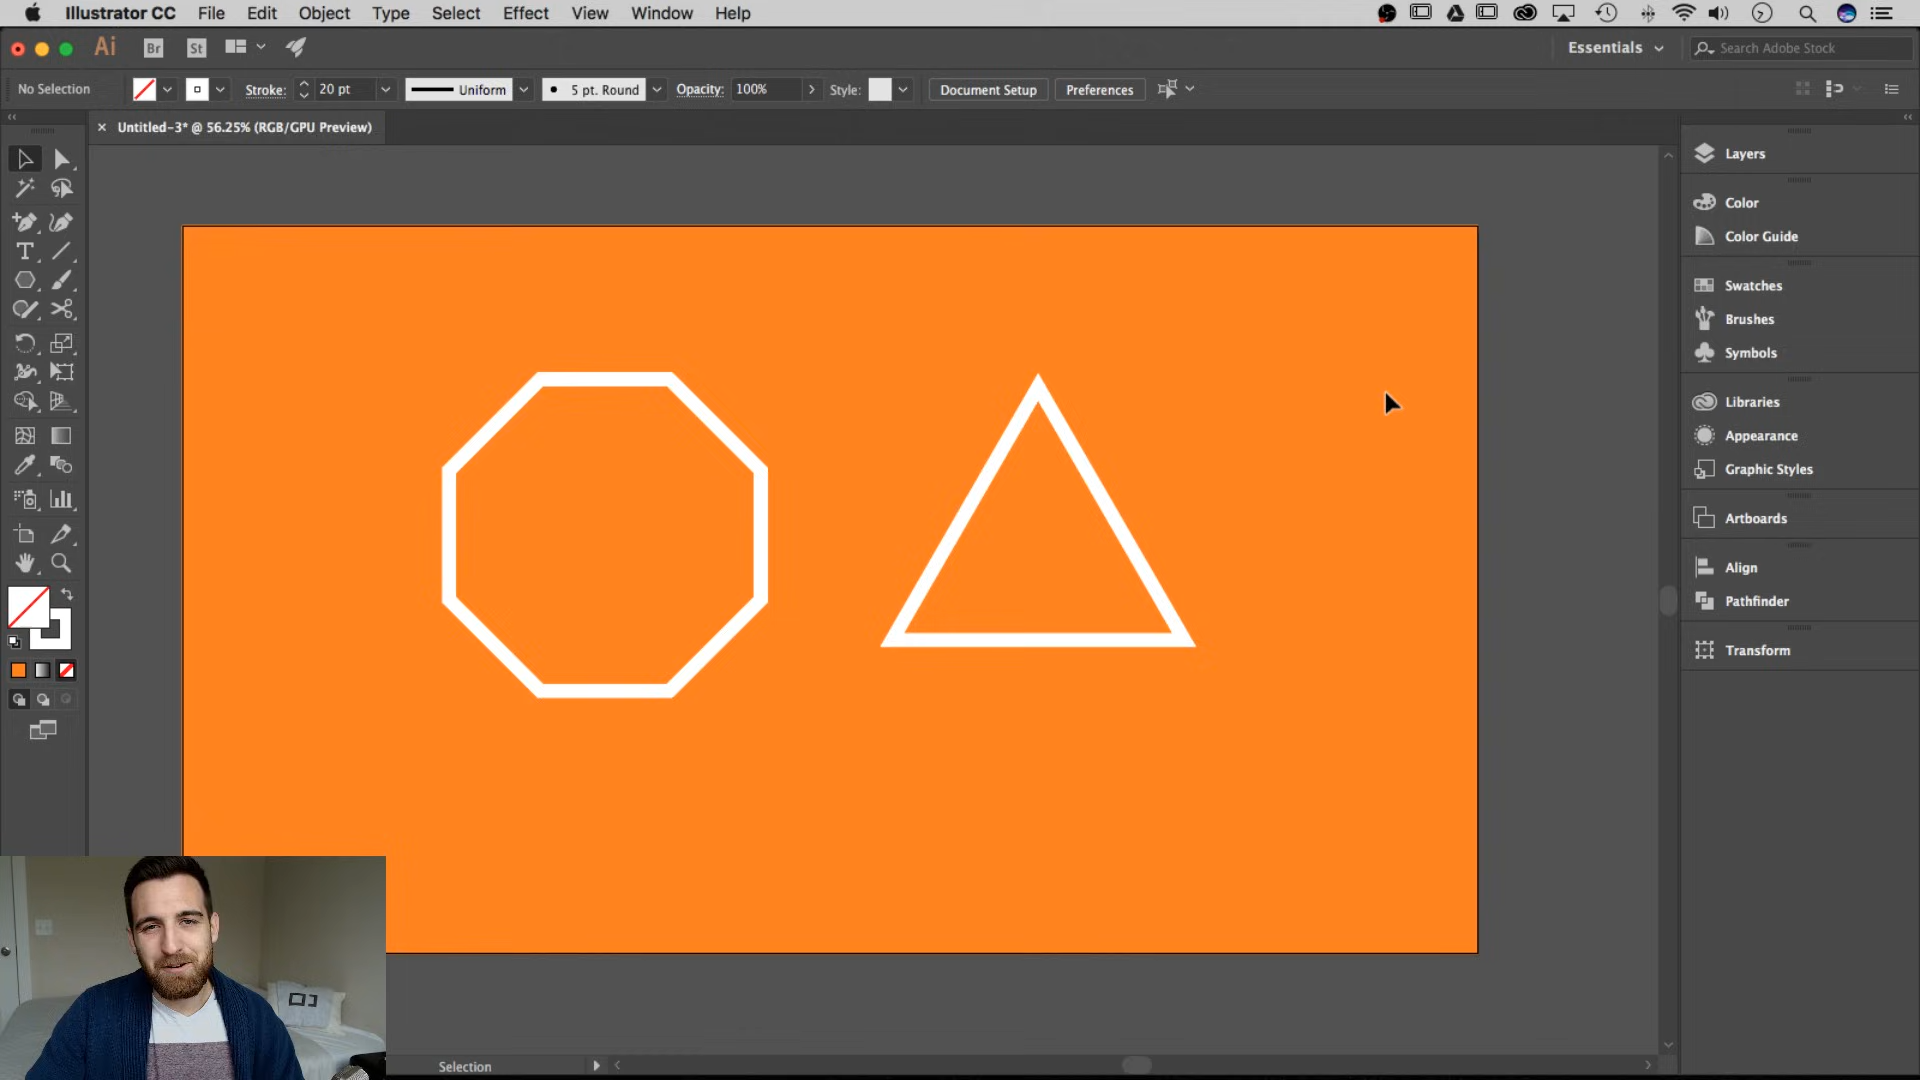 Illustrator CC File Edit Object Type Select Effect View Window Help
Ai Br St Essentials Search Adobe Stock
No Selection Stroke: 20 pt Uniform 5 pt. Round Opacity: 100% Style: Document Setup Preferences
× Untitled-3* @ 56.25% (RGB/GPU Preview)
Layers
Color
Color Guide
Swatches
Brushes
Symbols
Libraries
Appearance
Graphic Styles
Artboards
Align
Pathfinder
Transform
Selection